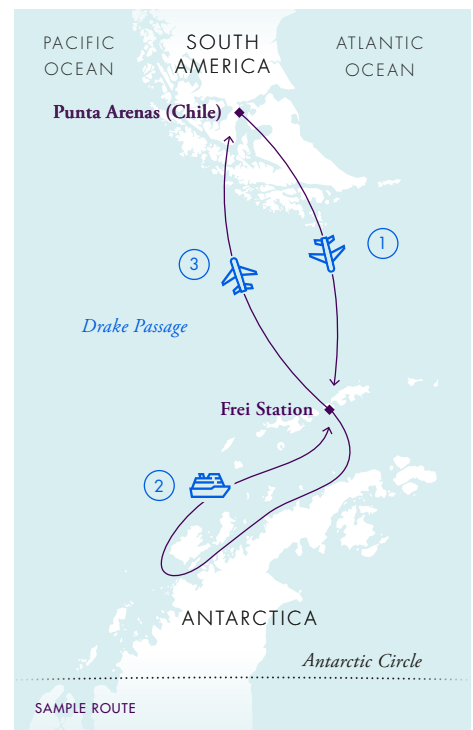 PACIFIC
OCEAN
SOUTH
AMERICA
ATLANTIC
OCEAN
Punta Arenas (Chile)
1
3
Drake Passage
Frei Station
2
ANTARCTICA
Antarctic Circle
SAMPLE ROUTE